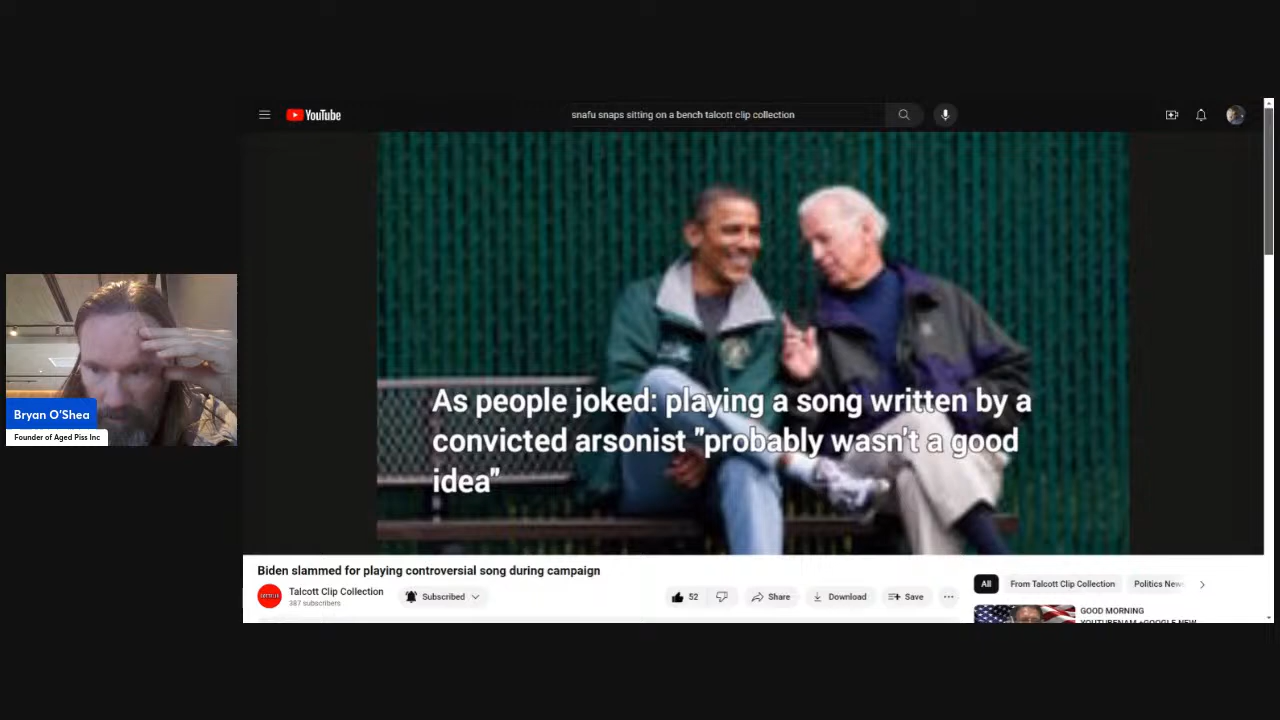 YouTube
snafu snaps sitting on a bench talcott clip collection
As people joked: playing a song written by a
convicted arsonist "probably wasn't a good
idea"
Bryan O'Shea
Founder of Aged Piss Inc
Biden slammed for playing controversial song during campaign
Talcott Clip Collection
387 subscribers
Subscribed
52
Share
Download
Save
All
From Talcott Clip Collection
Politics News
GOOD MORNING